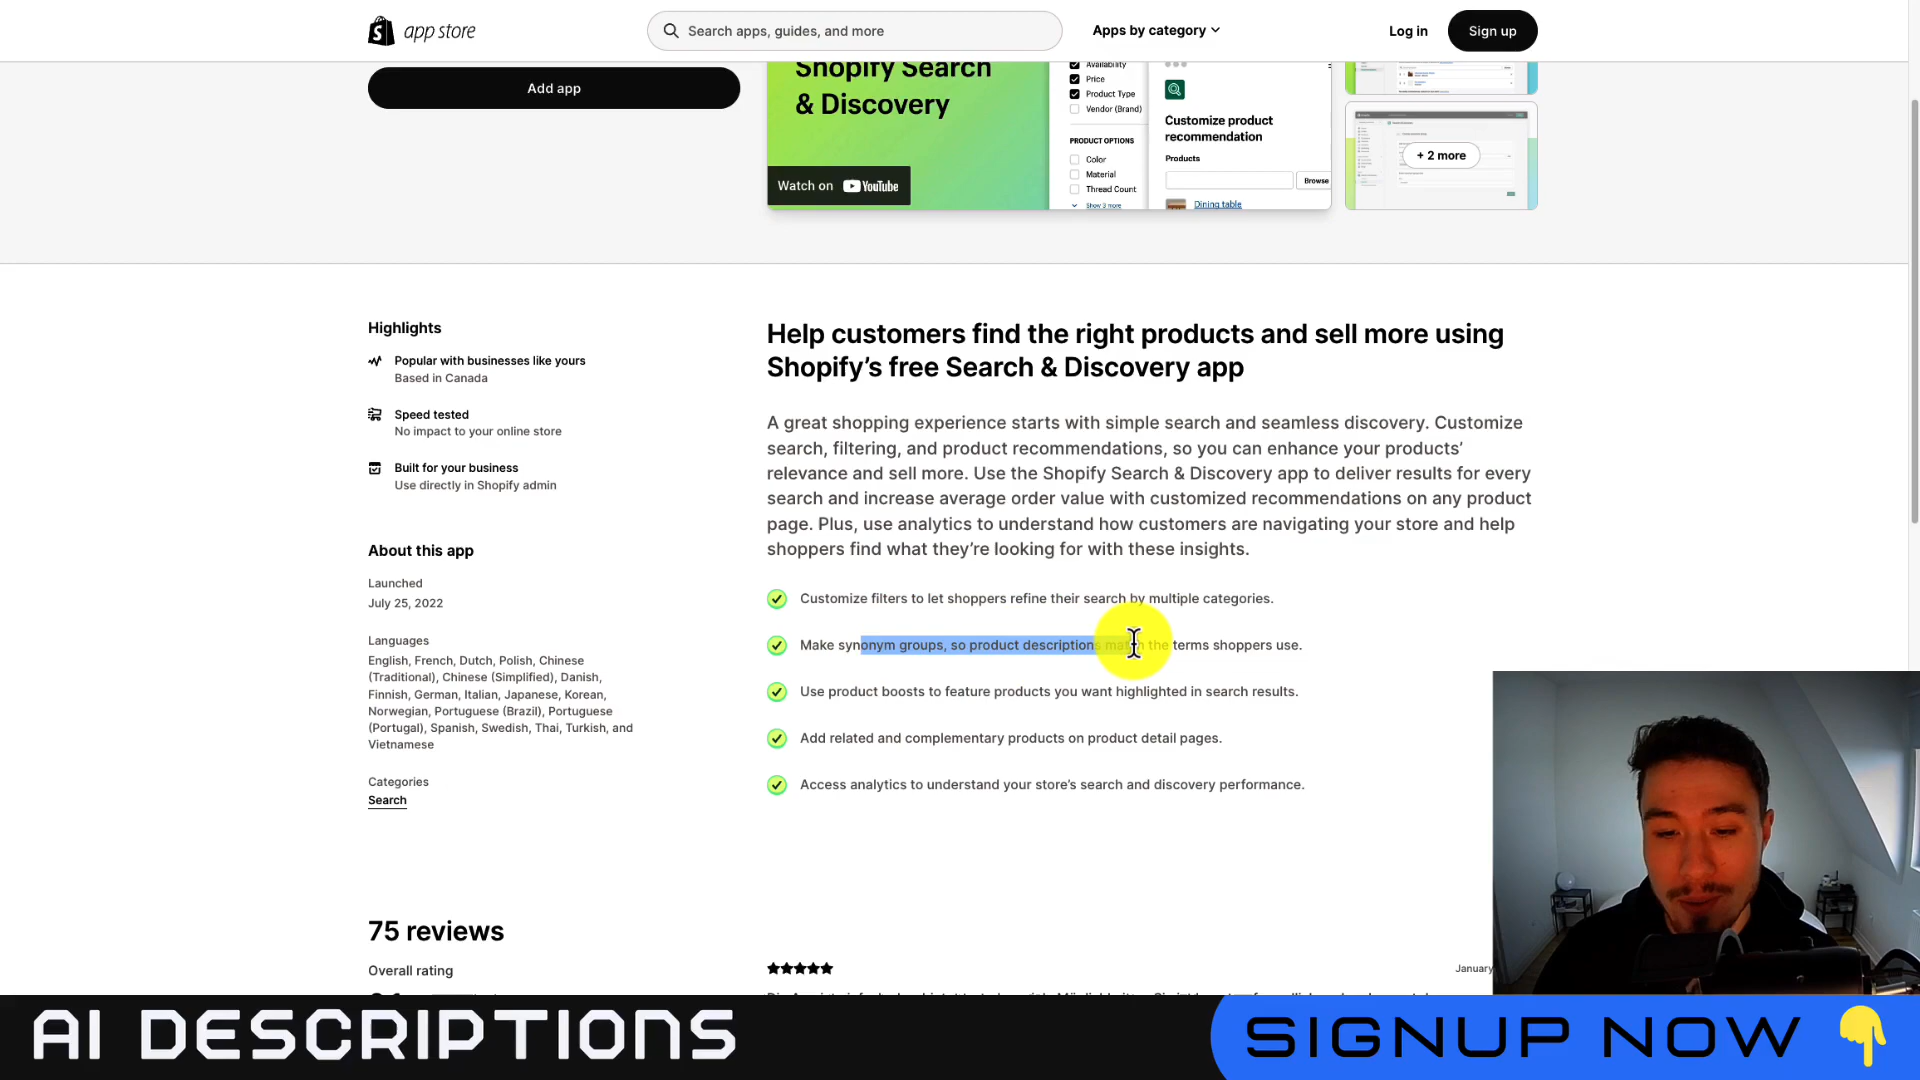 app store
Search apps, guides, and more
Apps by category
Log in
Sign up
Add app
Shopify Search
& Discovery
Watch on YouTube
Availability
Price
Product Type
Vendor (Brand)
PRODUCT OPTIONS
Color
Material
Thread Count
Show 3 more
Customize product
recommendation
Products
Browse
Dining table
+ 2 more
Highlights
Popular with businesses like yours
Based in Canada
Speed tested
No impact to your online store
Built for your business
Use directly in Shopify admin
About this app
Launched
July 25, 2022
Languages
English, French, Dutch, Polish, Chinese
(Traditional), Chinese (Simplified), Danish,
Finnish, German, Italian, Japanese, Korean,
Norwegian, Portuguese (Brazil), Portuguese
(Portugal), Spanish, Swedish, Thai, Turkish, and
Vietnamese
Categories
Search
Help customers find the right products and sell more using
Shopify’s free Search & Discovery app
A great shopping experience starts with simple search and seamless discovery. Customize
search, filtering, and product recommendations, so you can enhance your products’
relevance and sell more. Use the Shopify Search & Discovery app to deliver results for every
search and increase average order value with customized recommendations on any product
page. Plus, use analytics to understand how customers are navigating your store and help
shoppers find what they’re looking for with these insights.
Customize filters to let shoppers refine their search by multiple categories.
Make synonym groups, so product descriptions match the terms shoppers use.
Use product boosts to feature products you want highlighted in search results.
Add related and complementary products on product detail pages.
Access analytics to understand your store’s search and discovery performance.
75 reviews
Overall rating
January
AI DESCRIPTIONS
SIGNUP NOW